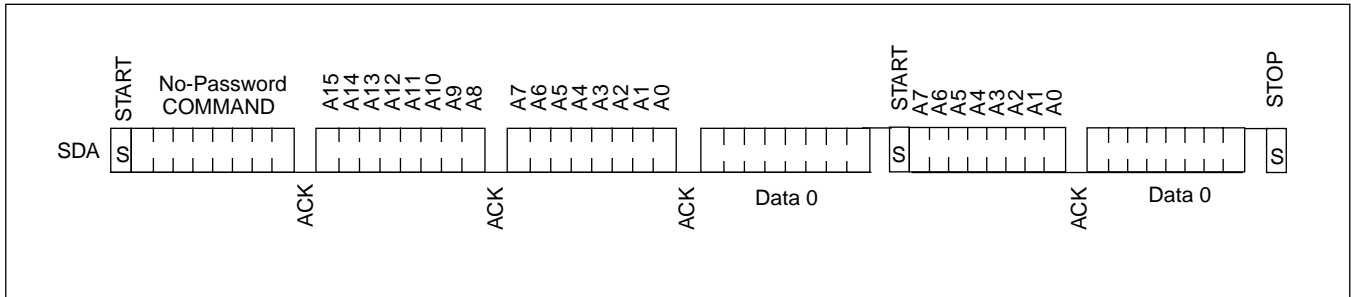 START
No-Password
COMMAND
A15
A14
A13
A12
A11
A10
A9
A8
A7
A6
A5
A4
A3
A2
A1
A0
START
A7
A6
A5
A4
A3
A2
A1
A0
STOP
SDA
S
S
S
ACK
ACK
ACK
Data 0
ACK
Data 0